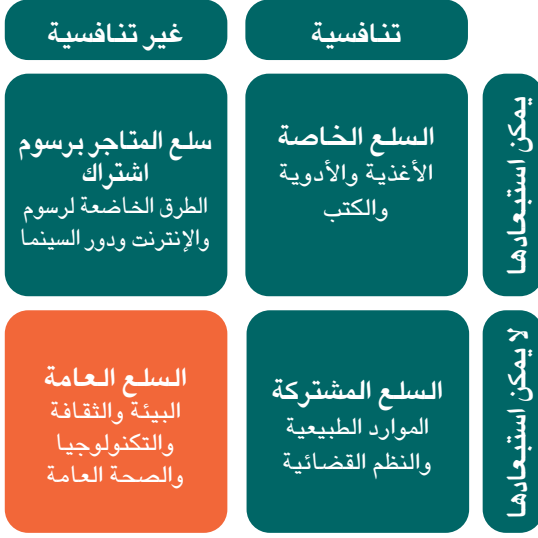 تنافسية
غير تنافسية
يمكن استبعادها
السلع الخاصة
الأغذية والأدوية
والكتب
سلع المتاجر برسوم
اشتراك
الطرق الخاضعة لرسوم
والإنترنت ودور السينما
لا يمكن استبعادها
السلع المشتركة
الموارد الطبيعية
والنظم القضائية
السلع العامة
البيئة والثقافة
والتكنولوجيا
والصحة العامة